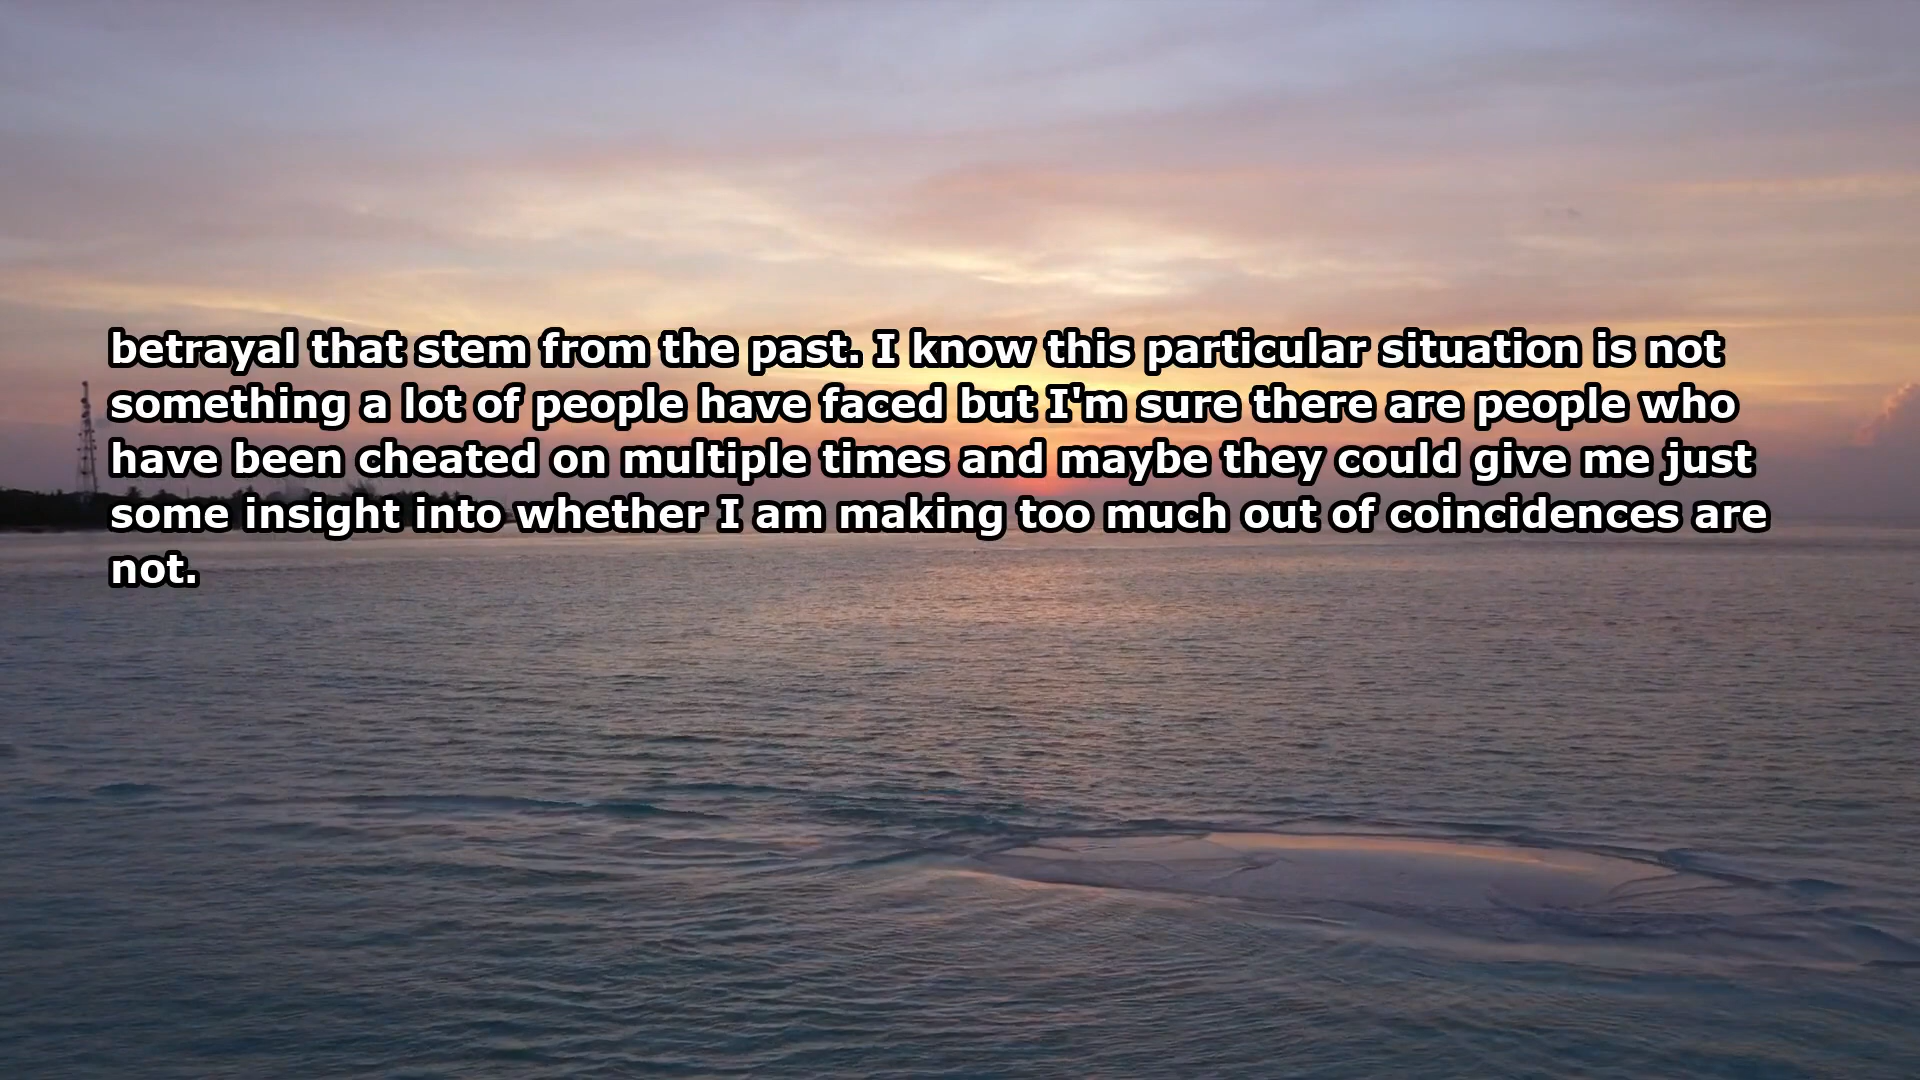 betrayal that stem from the past. I know this particular situation is not
something a lot of people have faced but I'm sure there are people who
have been cheated on multiple times and maybe they could give me just
some insight into whether I am making too much out of coincidences are
not.